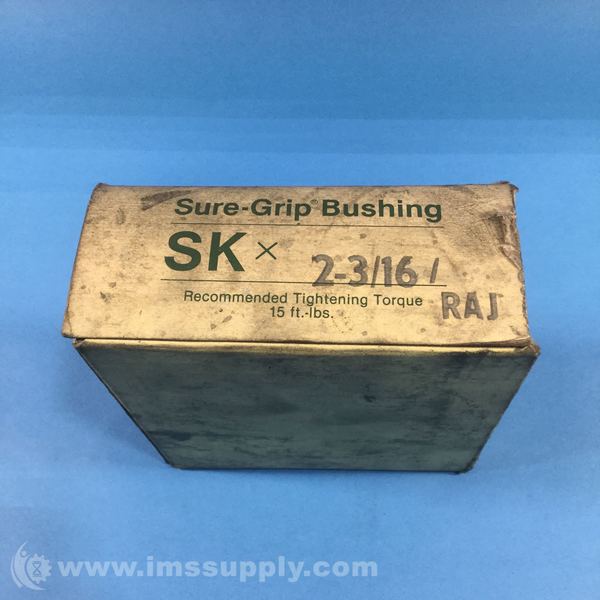 Sure-Grip® Bushing
SK × 2-3/16 /
RAJ
Recommended Tightening Torque
15 ft.-lbs.
www.imssupply.com